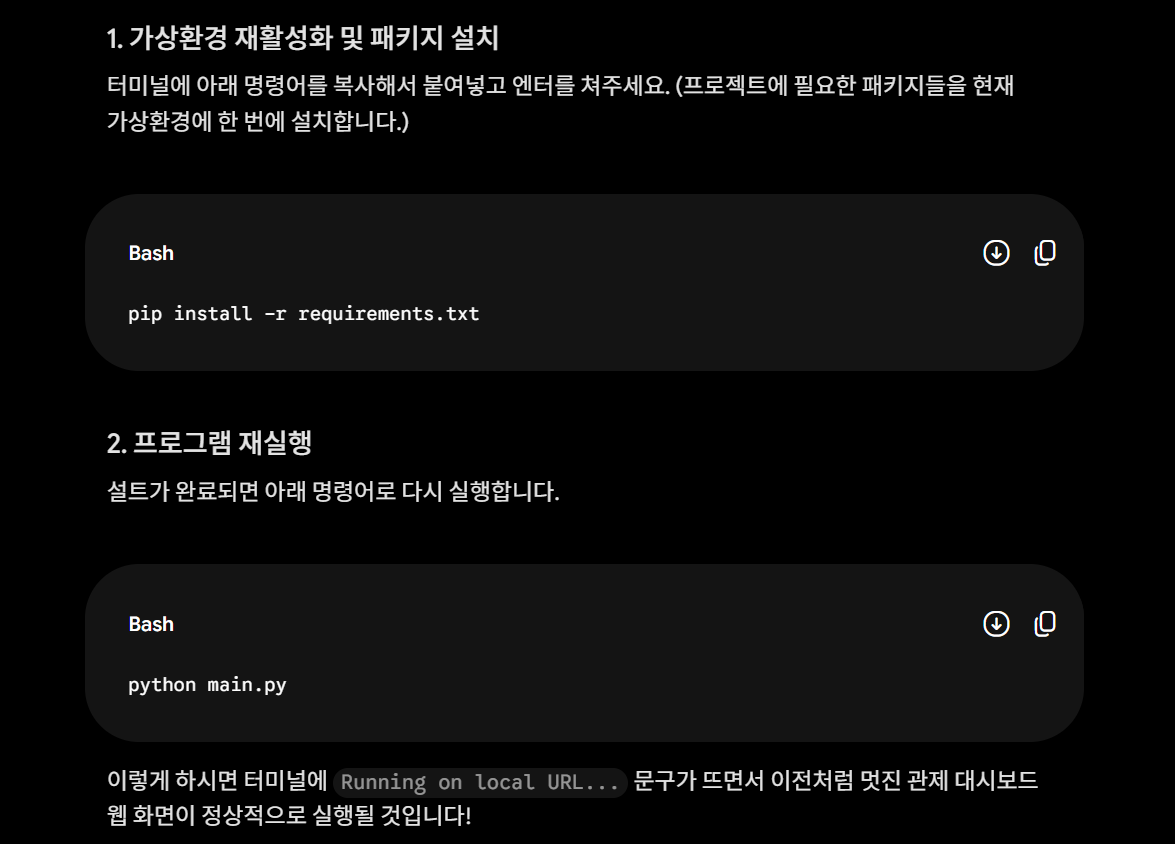 1. 가상환경 재활성화 및 패키지 설치
터미널에 아래 명령어를 복사해서 붙여넣고 엔터를 쳐주세요. (프로젝트에 필요한 패키지들을 현재
가상환경에 한 번에 설치합니다.)
Bash
pip install -r requirements.txt
2. 프로그램 재실행
설트가 완료되면 아래 명령어로 다시 실행합니다.
Bash
python main.py
이렇게 하시면 터미널에 Running on local URL... 문구가 뜨면서 이전처럼 멋진 관제 대시보드
웹 화면이 정상적으로 실행될 것입니다!